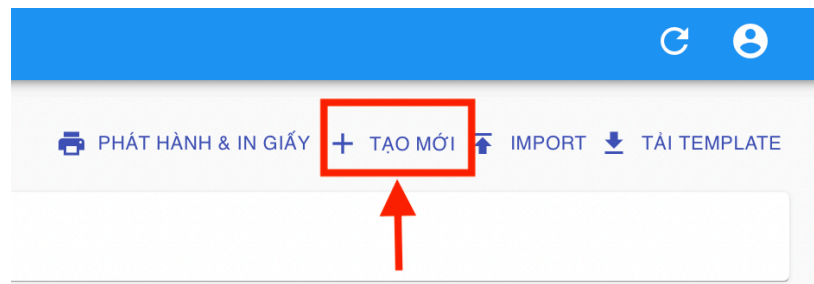 PHÁT HÀNH & IN GIẤY + TẠO MỚI IMPORT TẢI TEMPLATE